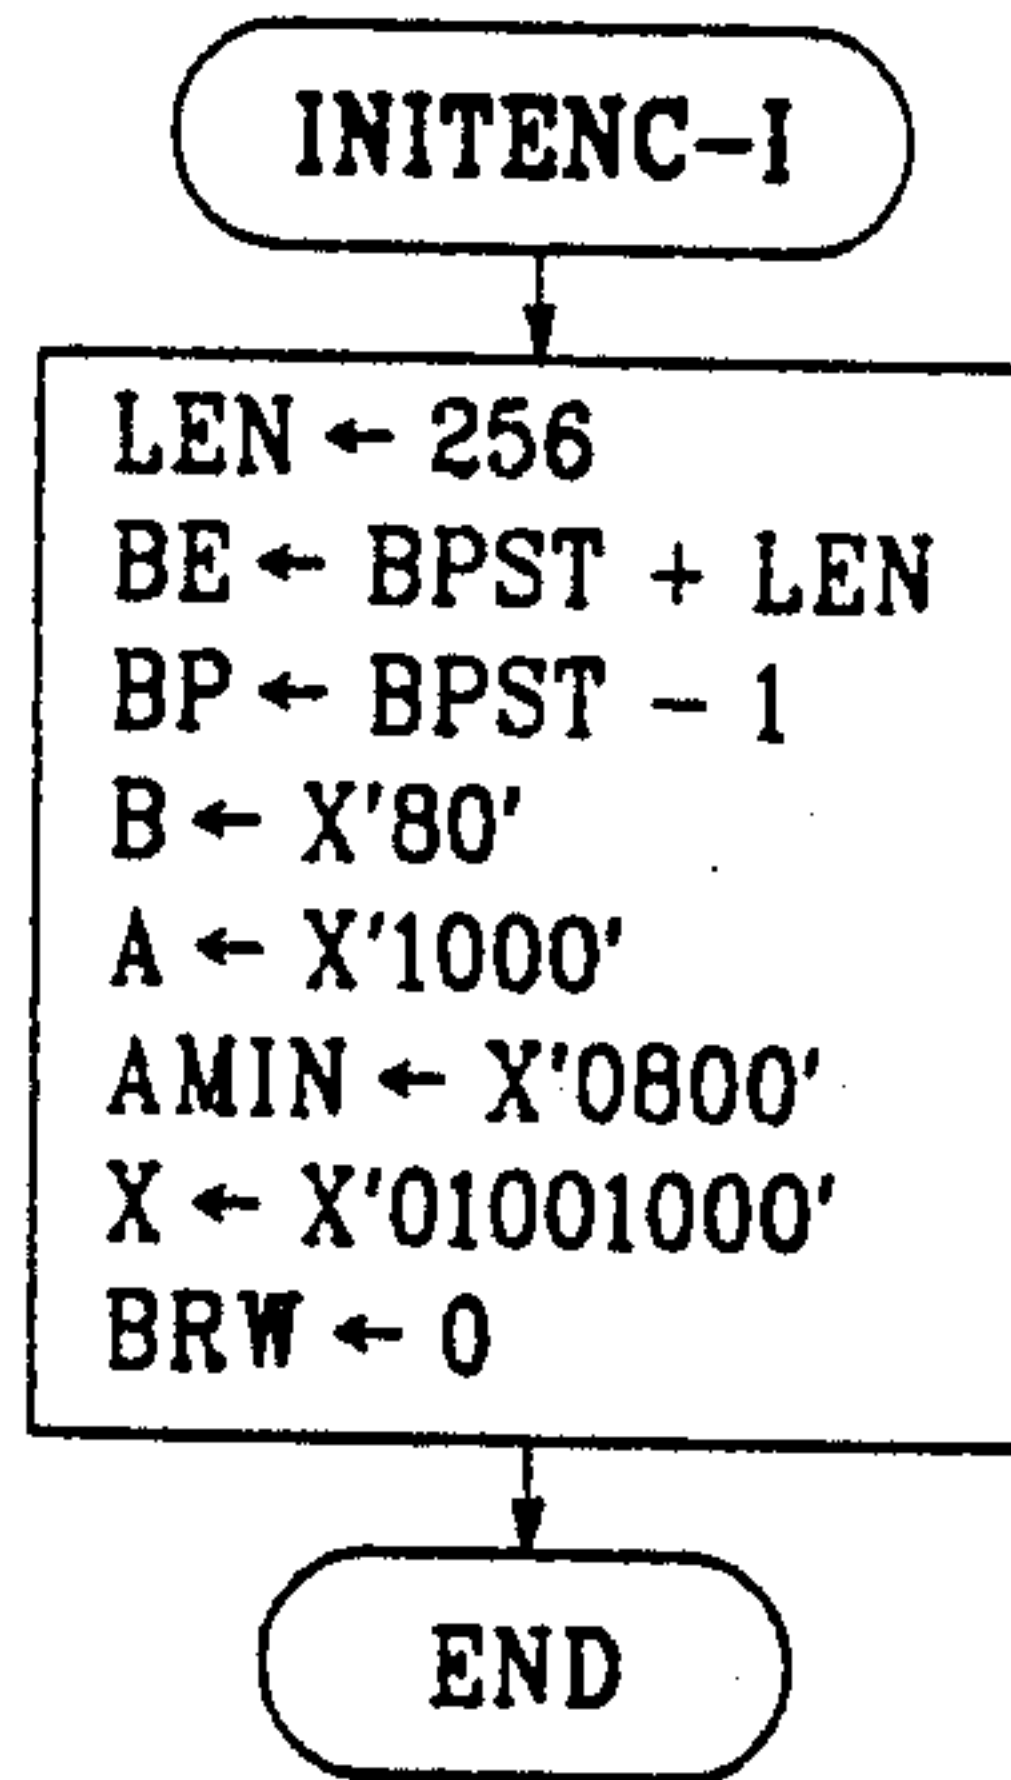 INITENC-I
LEN ← 256
BE ← BPST + LEN
BP ← BPST - 1
B ← X'80'
A ← X'1000'
AMIN ← X'0800'
X ← X'01001000'
BRW ← 0
END